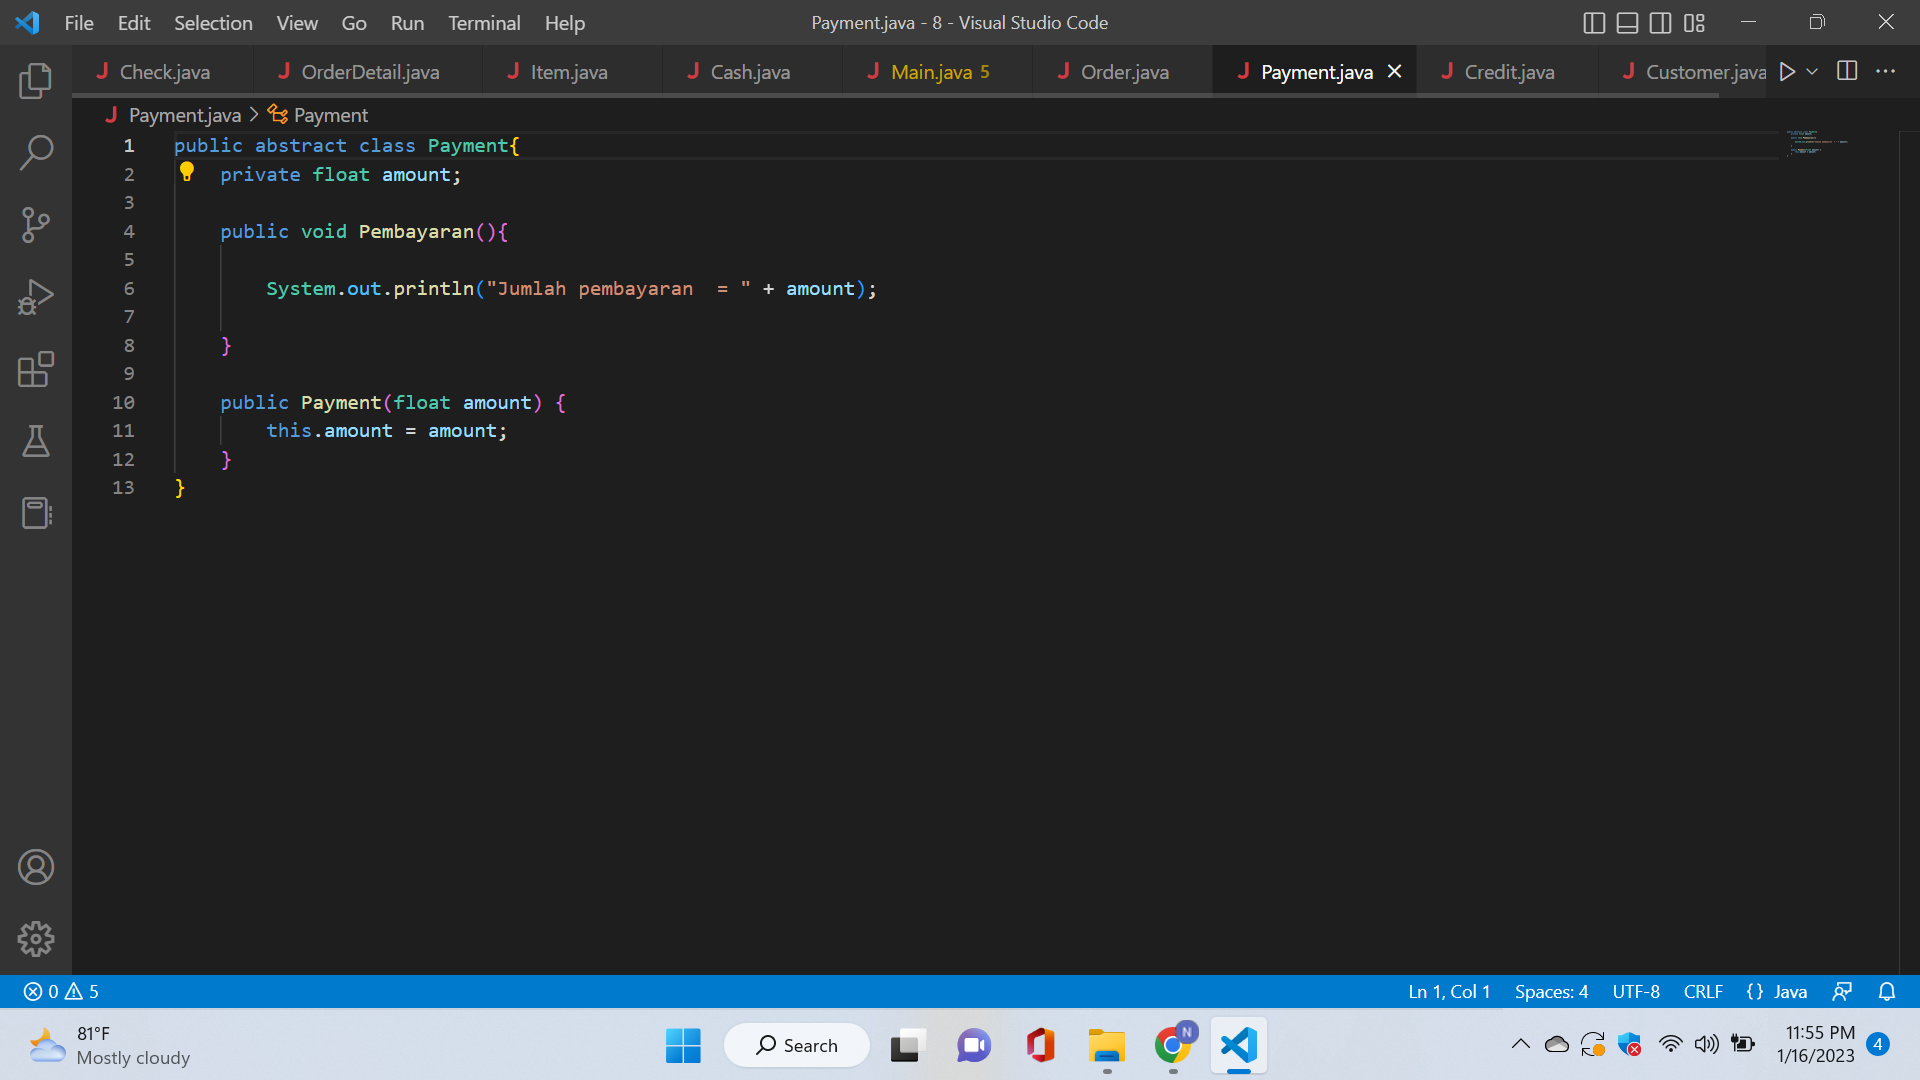 File Edit Selection View Go Run Terminal Help Payment.java - 8 - Visual Studio Code
Check.java OrderDetail.java Item.java Cash.java Main.java 5 Order.java Payment.java Credit.java Customer.java
Payment.java > Payment
1 public abstract class Payment{
2 private float amount;
3
4 public void Pembayaran(){
5
6 System.out.println("Jumlah pembayaran  = " + amount);
7
8 }
9
10 public Payment(float amount) {
11 this.amount = amount;
12 }
13 }
0 5 Ln 1, Col 1 Spaces: 4 UTF-8 CRLF {} Java
81°F
Mostly cloudy
Search
N
11:55 PM
1/16/2023
4